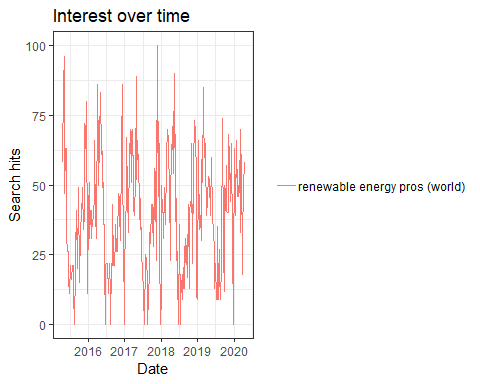 Interest over time
100
75
50
25
0
Search hits
2016 2017 2018 2019 2020
Date
renewable energy pros (world)